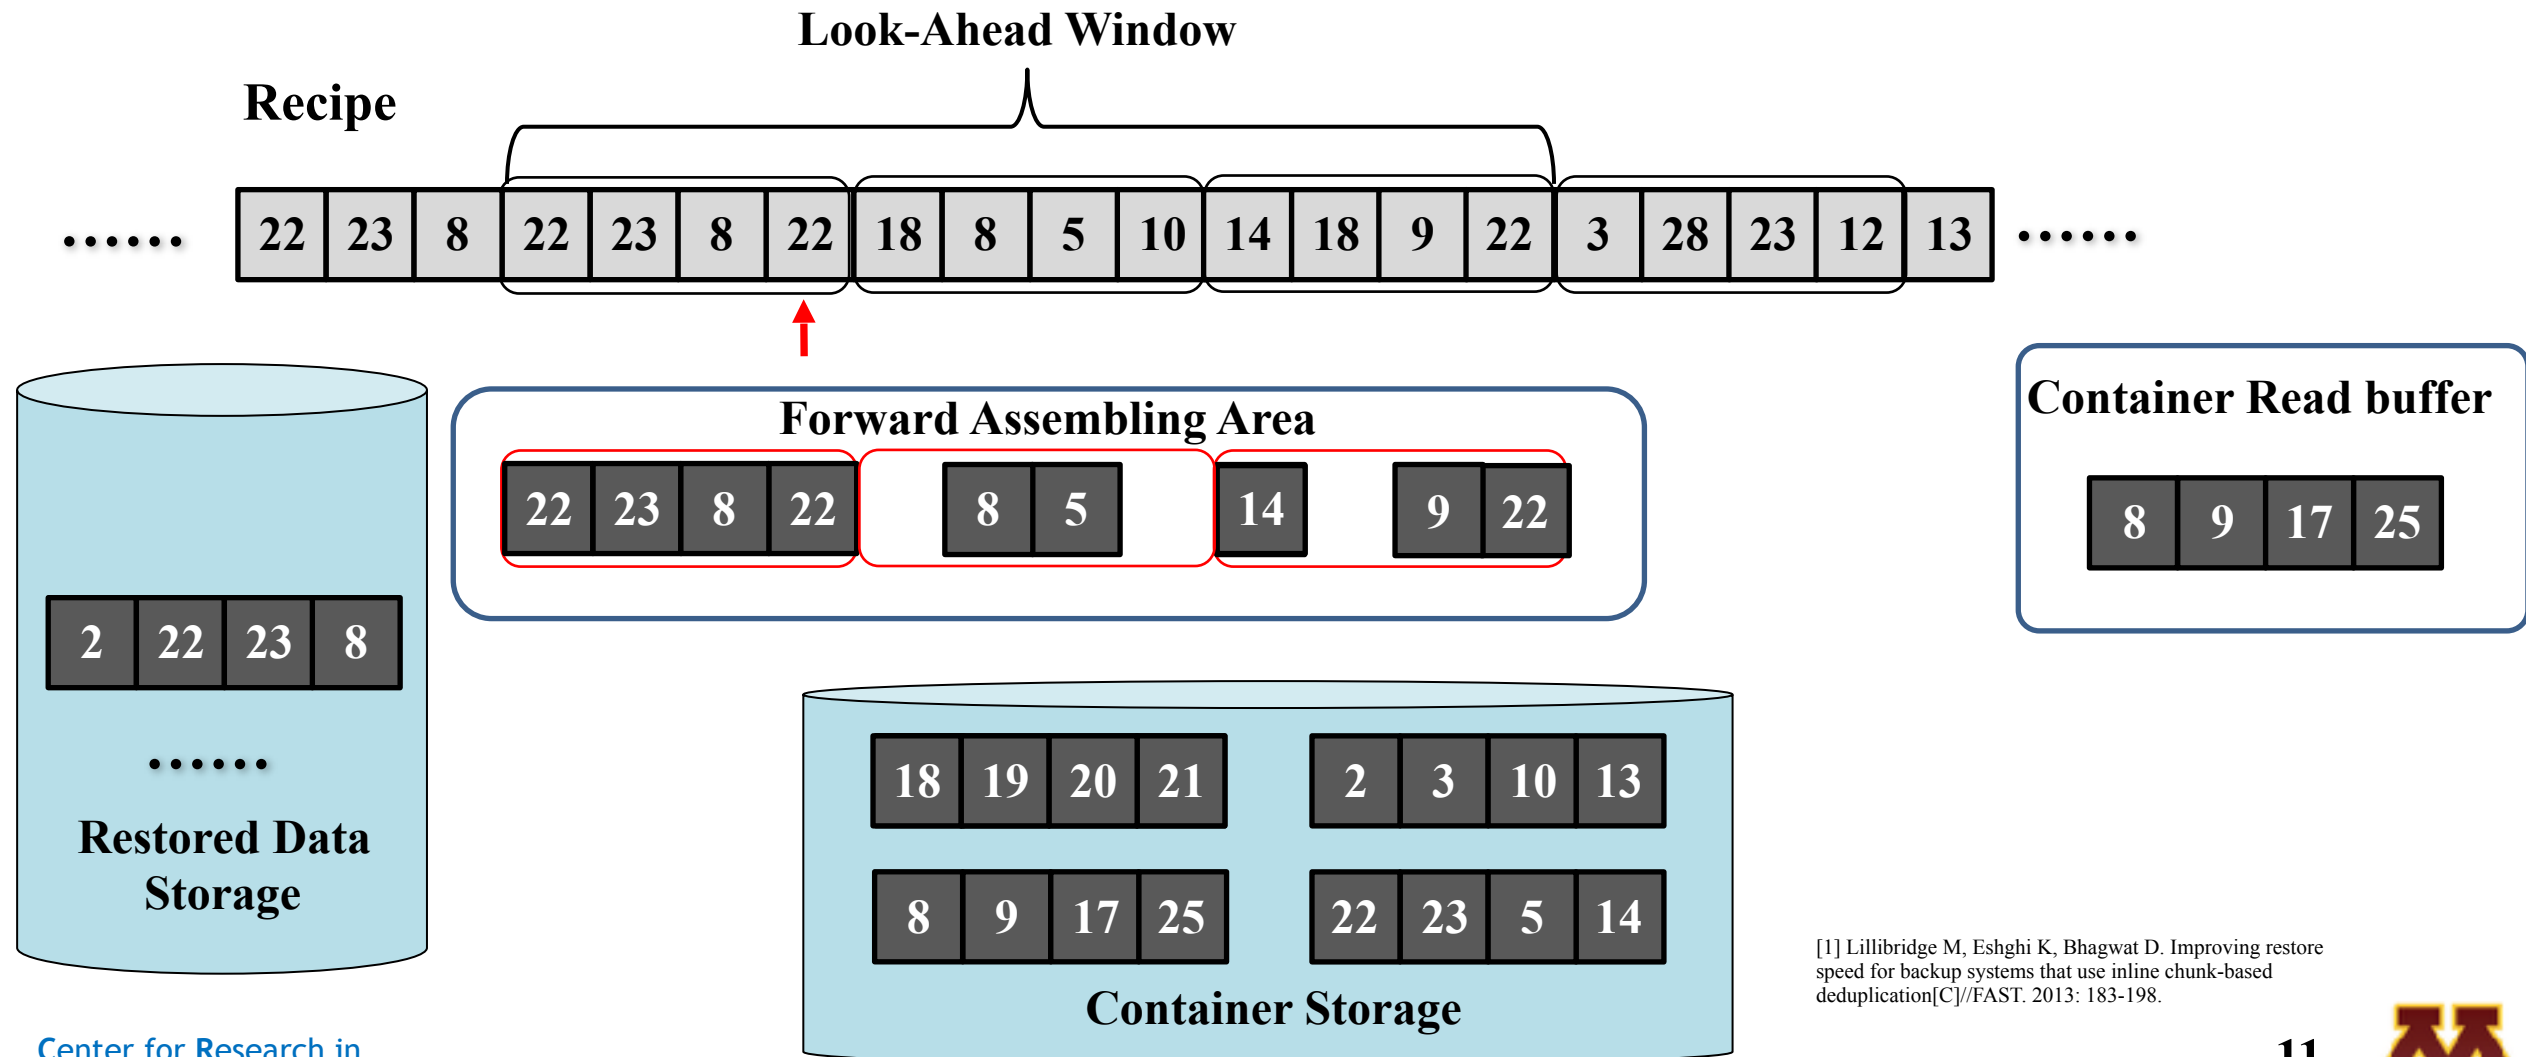 Look-Ahead Window
Recipe
...... 22 23 8 22 23 8 22 18 8 5 10 14 18 9 22 3 28 23 12 13 ......
Forward Assembling Area
22 23 8 22 8 5 14 9 22
Container Read buffer
8 9 17 25
2 22 23 8
......
Restored Data
Storage
18 19 20 21 2 3 10 13
8 9 17 25 22 23 5 14
Container Storage
[1] Lillibridge M, Eshghi K, Bhagwat D. Improving restore
speed for backup systems that use inline chunk-based
deduplication[C]//FAST. 2013: 183-198.
Center for Research in
11